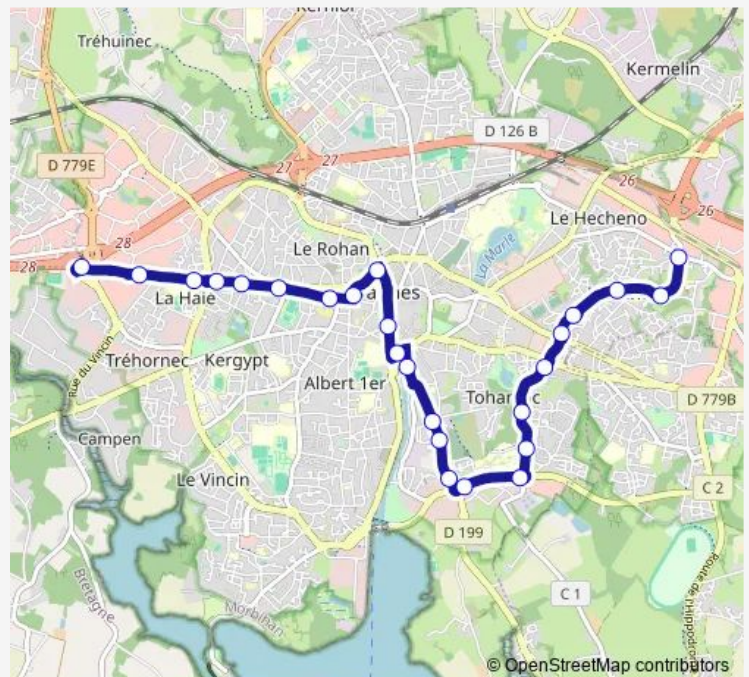 Tréhuinec
Kermelin
D 126 B
D 779E
27
27
26
26
Le Hecheno
28
28
Le Rohan
La Marle
La Haie
Rue du Vincin
Tréhornec
Kergypt
Albert 1er
D 779B
Campen
Le Vincin
C 2
D 199
Bretagne
Morbihan
C 1
Route de l'Hippodrome
© OpenStreetMap contributors